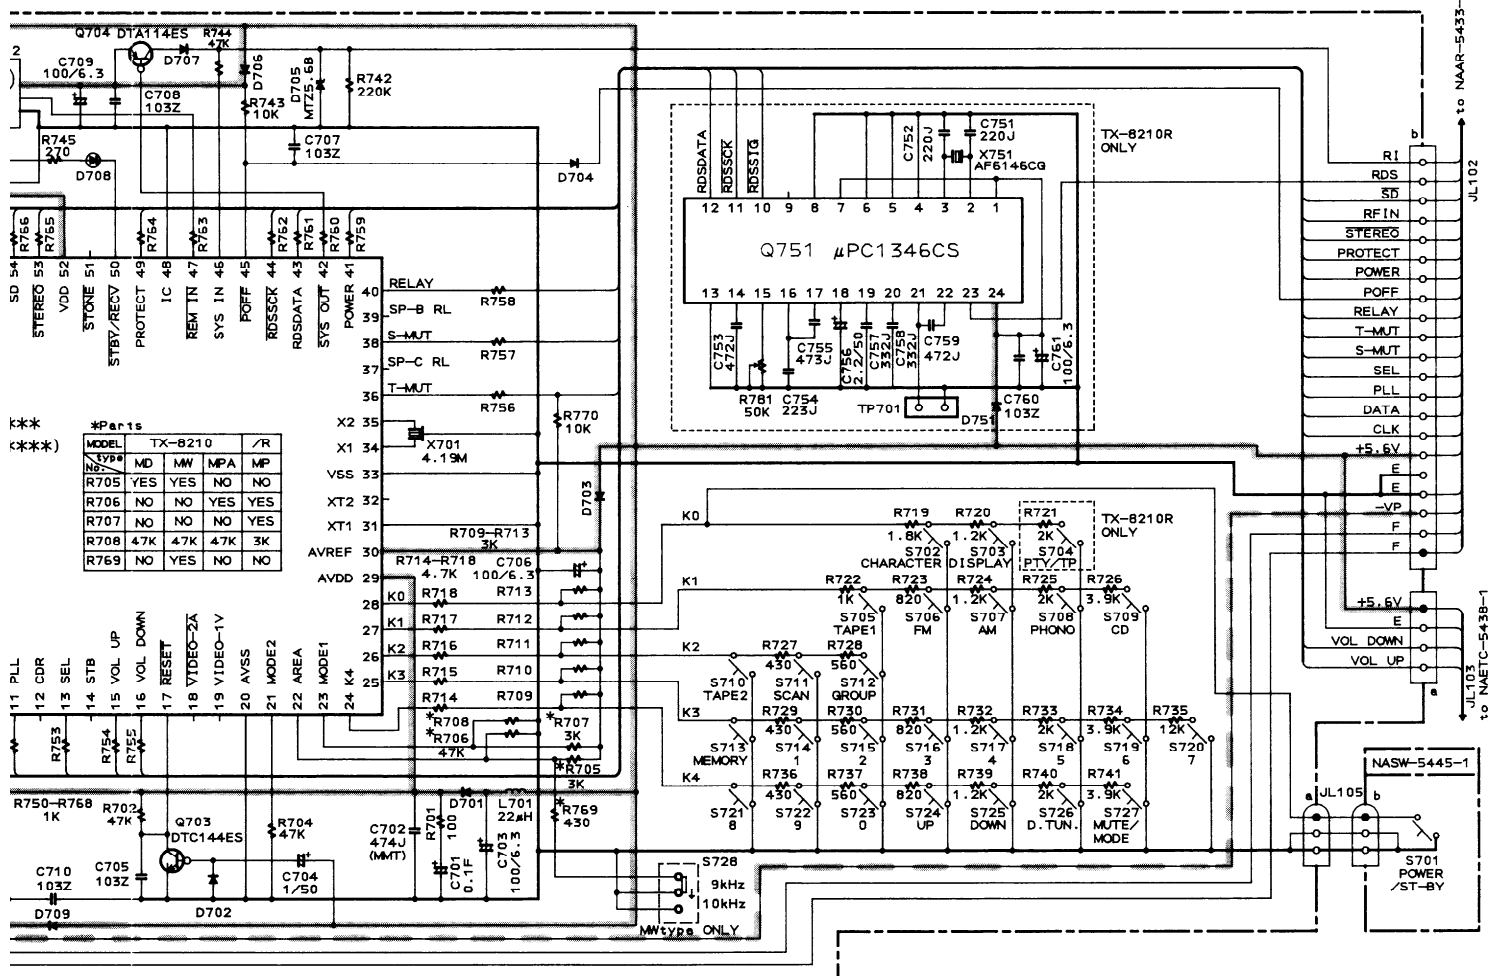 Q704 DTA114ES
R744
47K
D707
2
C709
100/6.3
C708
103Z
D706
D705
MTZ5.6B
R742
220K
R743
10K
R745
270
D708
C707
103Z
D704
R766
R765
R764
R763
R762
R761
R760
R759
54 53 52 51 50 49 48 47 46 45 44 43 42 41
SD
STEREO
VDD
STONE
STBY/RECV
PROTECT
IC
REM IN
SYS IN
POFF
RDSSCK
RDSDATA
SYS OUT
POWER
40 RELAY
R758
SP-B RL
39
38 S-MUT
R757
SP-C RL
37
36 T-MUT
R756
X2 35
X1 34
X701
4.19M
VSS 33
XT2 32
XT1 31
AVREF 30
AVDD 29
28 K0
27 K1
26 K2
25 K3
R770
10K
D703
R709-R713
3K
R714-R718
4.7K
C706
100/6.3
R718 R713
R717 R712
R716 R711
R715 R710
R714 R709
*R708
*R706
47K
*R707
3K
*R705
3K
*R769
430
***
(***)
*Parts
MODEL TX-8210 /R
type No. MD MW MPA MP
R705 YES YES NO NO
R706 NO NO YES YES
R707 NO NO NO YES
R708 47K 47K 47K 3K
R769 NO YES NO NO
PLL
CDR
SEL
STB
VOL UP
VOL DOWN
RESET
VIDEO-2A
VIDEO-1V
AVSS
MODE2
AREA
MODE1
K4
11 12 13 14 15 16 17 18 19 20 21 22 23 24
R753
R754
R755
R750-R768
1K
R702
47K
Q703
DTC144ES
R704
47K
C710
103Z
C705
103Z
C704
1/50
D709
D702
C702
474J
(MMT)
R701
100
D701
L701
22μH
C701
0.1F
C703
100/6.3
S728
9kHz
10kHz
MWtype ONLY
RDSDATA
RDSSCK
RDSSIG
C752
220J
C751
220J
X751
AF6146CG
TX-8210R
ONLY
12 11 10 9 8 7 6 5 4 3 2 1
Q751 μPC1346CS
13 14 15 16 17 18 19 20 21 22 23 24
C753
472J
C755
473J
C756
2.2/50
C757
332J
C758
332J
C759
472J
C761
100/6.3
R781
50K
C754
223J
TP701
D751
C760
103Z
K0
R719
1.8K
S702
CHARACTER
R720
1.2K
S703
DISPLAY
R721
2K
S704
PTY/TP
TX-8210R
ONLY
K1
R722
1K
S705
TAPE1
R723
820
S706
FM
R724
1.2K
S707
AM
R725
2K
S708
PHONO
R726
3.9K
S709
CD
K2
S710
TAPE2
R727
430
S711
SCAN
R728
560
S712
GROUP
K3
S713
MEMORY
R729
430
S714
1
R730
560
S715
2
R731
820
S716
3
R732
1.2K
S717
4
R733
2K
S718
5
R734
3.9K
S719
6
R735
12K
S720
7
K4
S721
8
R736
430
S722
9
R737
560
S723
0
R738
820
S724
UP
R739
1.2K
S725
DOWN
R740
2K
S726
D.TUN.
R741
3.9K
S727
MUTE/
MODE
b
RI
RDS
SD
RFIN
STEREO
PROTECT
POWER
POFF
RELAY
T-MUT
S-MUT
SEL
PLL
DATA
CLK
+5.6V
E
E
-VP
F
F
to NAAR-5433-
JL102
+5.6V
E
VOL DOWN
VOL UP
a
JL103
to NAETC-5438-1
NASW-5445-1
a JL105 b
S701
POWER
/ST-BY